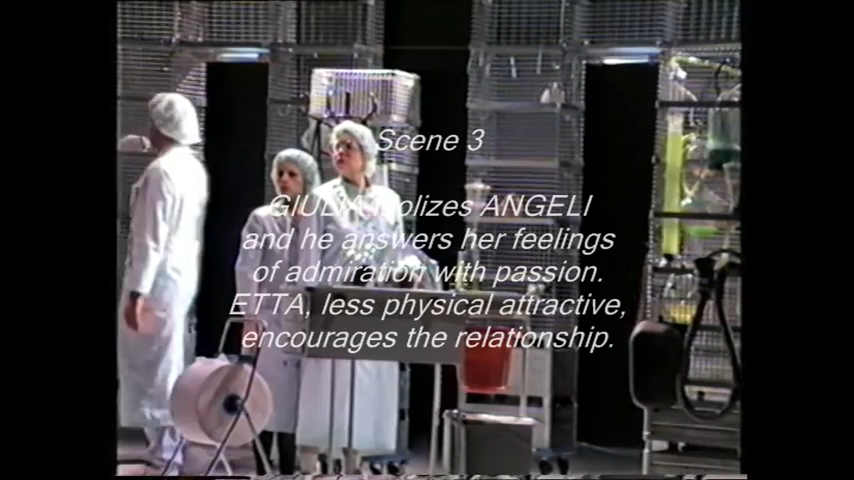 Scene 3
GIULIA idolizes ANGELI
and he answers her feelings
of admiration with passion.
ETTA, less physical attractive,
encourages the relationship.